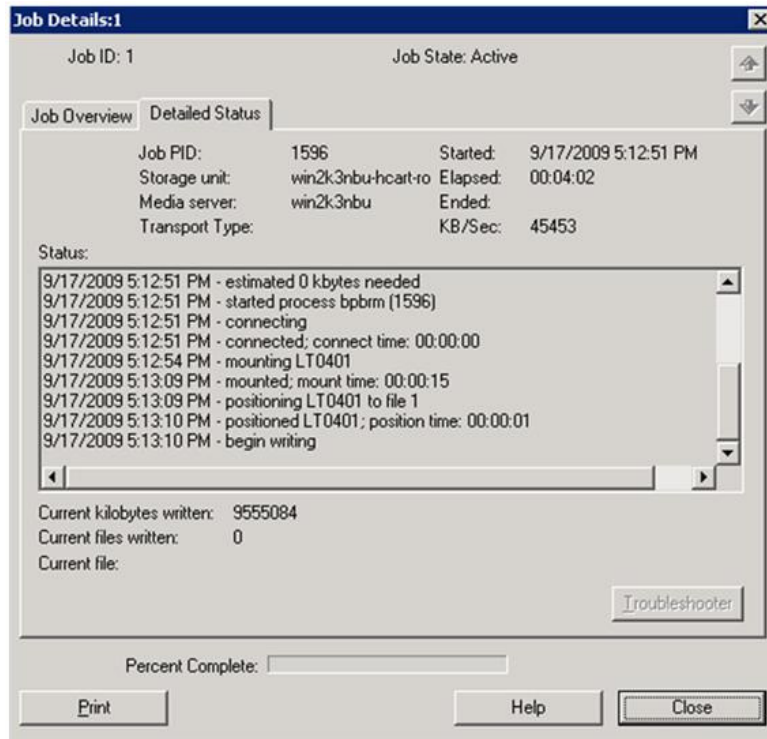 Job Details:1
Job ID: 1 Job State: Active
Job Overview Detailed Status
Job PID: 1596 Started: 9/17/2009 5:12:51 PM
Storage unit: win2k3nbu-hcart-ro Elapsed: 00:04:02
Media server: win2k3nbu Ended:
Transport Type: KB/Sec: 45453
Status:
9/17/2009 5:12:51 PM - estimated 0 kbytes needed
9/17/2009 5:12:51 PM - started process bpbrm (1596)
9/17/2009 5:12:51 PM - connecting
9/17/2009 5:12:51 PM - connected; connect time: 00:00:00
9/17/2009 5:12:54 PM - mounting LT0401
9/17/2009 5:13:09 PM - mounted; mount time: 00:00:15
9/17/2009 5:13:09 PM - positioning LT0401 to file 1
9/17/2009 5:13:10 PM - positioned LT0401; position time: 00:00:01
9/17/2009 5:13:10 PM - begin writing
Current kilobytes written: 9555084
Current files written: 0
Current file:
Troubleshooter
Percent Complete:
Print Help Close